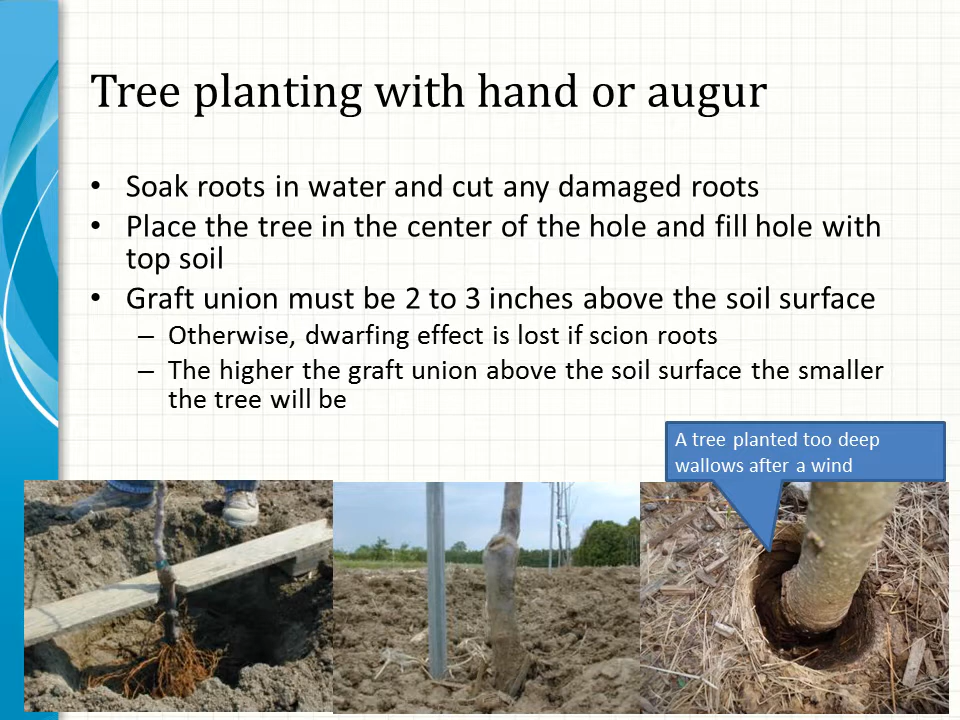 Tree planting with hand or augur
• Soak roots in water and cut any damaged roots
• Place the tree in the center of the hole and fill hole with
top soil
• Graft union must be 2 to 3 inches above the soil surface
– Otherwise, dwarfing effect is lost if scion roots
– The higher the graft union above the soil surface the smaller
the tree will be
A tree planted too deep
wallows after a wind